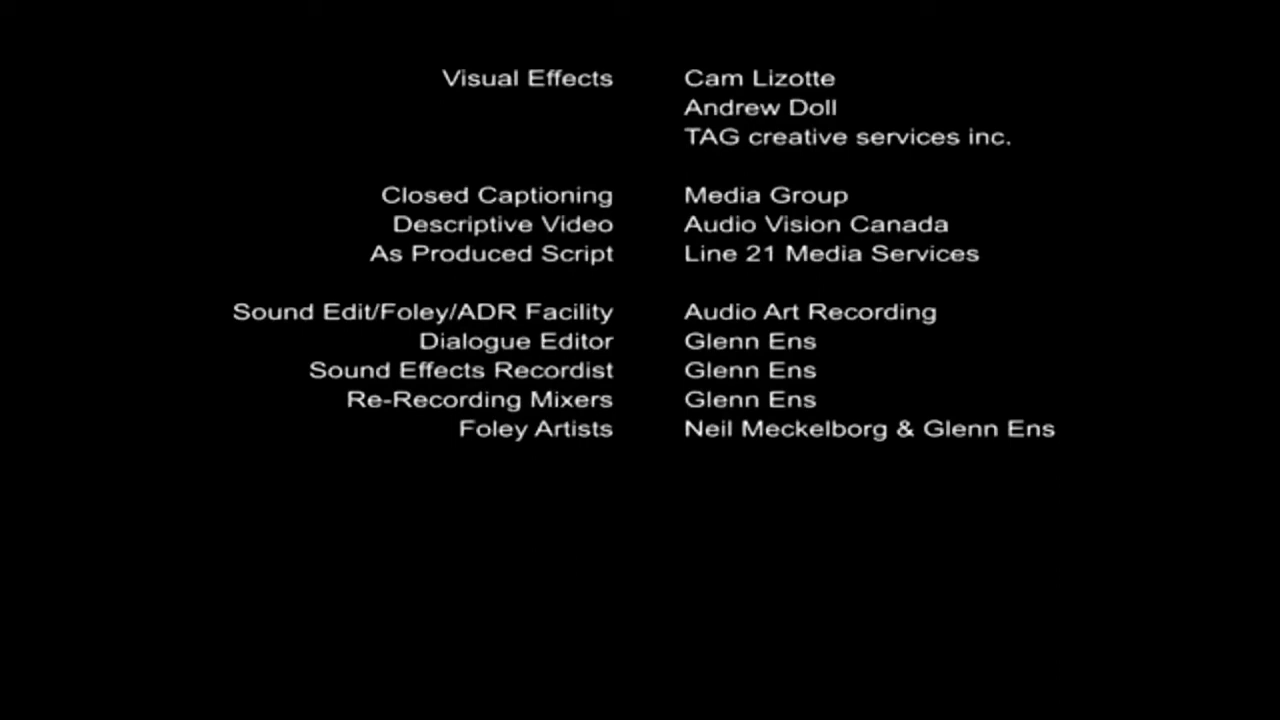 Visual Effects Cam Lizotte
Andrew Doll
TAG creative services inc.
Closed Captioning Media Group
Descriptive Video Audio Vision Canada
As Produced Script Line 21 Media Services
Sound Edit/Foley/ADR Facility Audio Art Recording
Dialogue Editor Glenn Ens
Sound Effects Recordist Glenn Ens
Re-Recording Mixers Glenn Ens
Foley Artists Neil Meckelborg & Glenn Ens